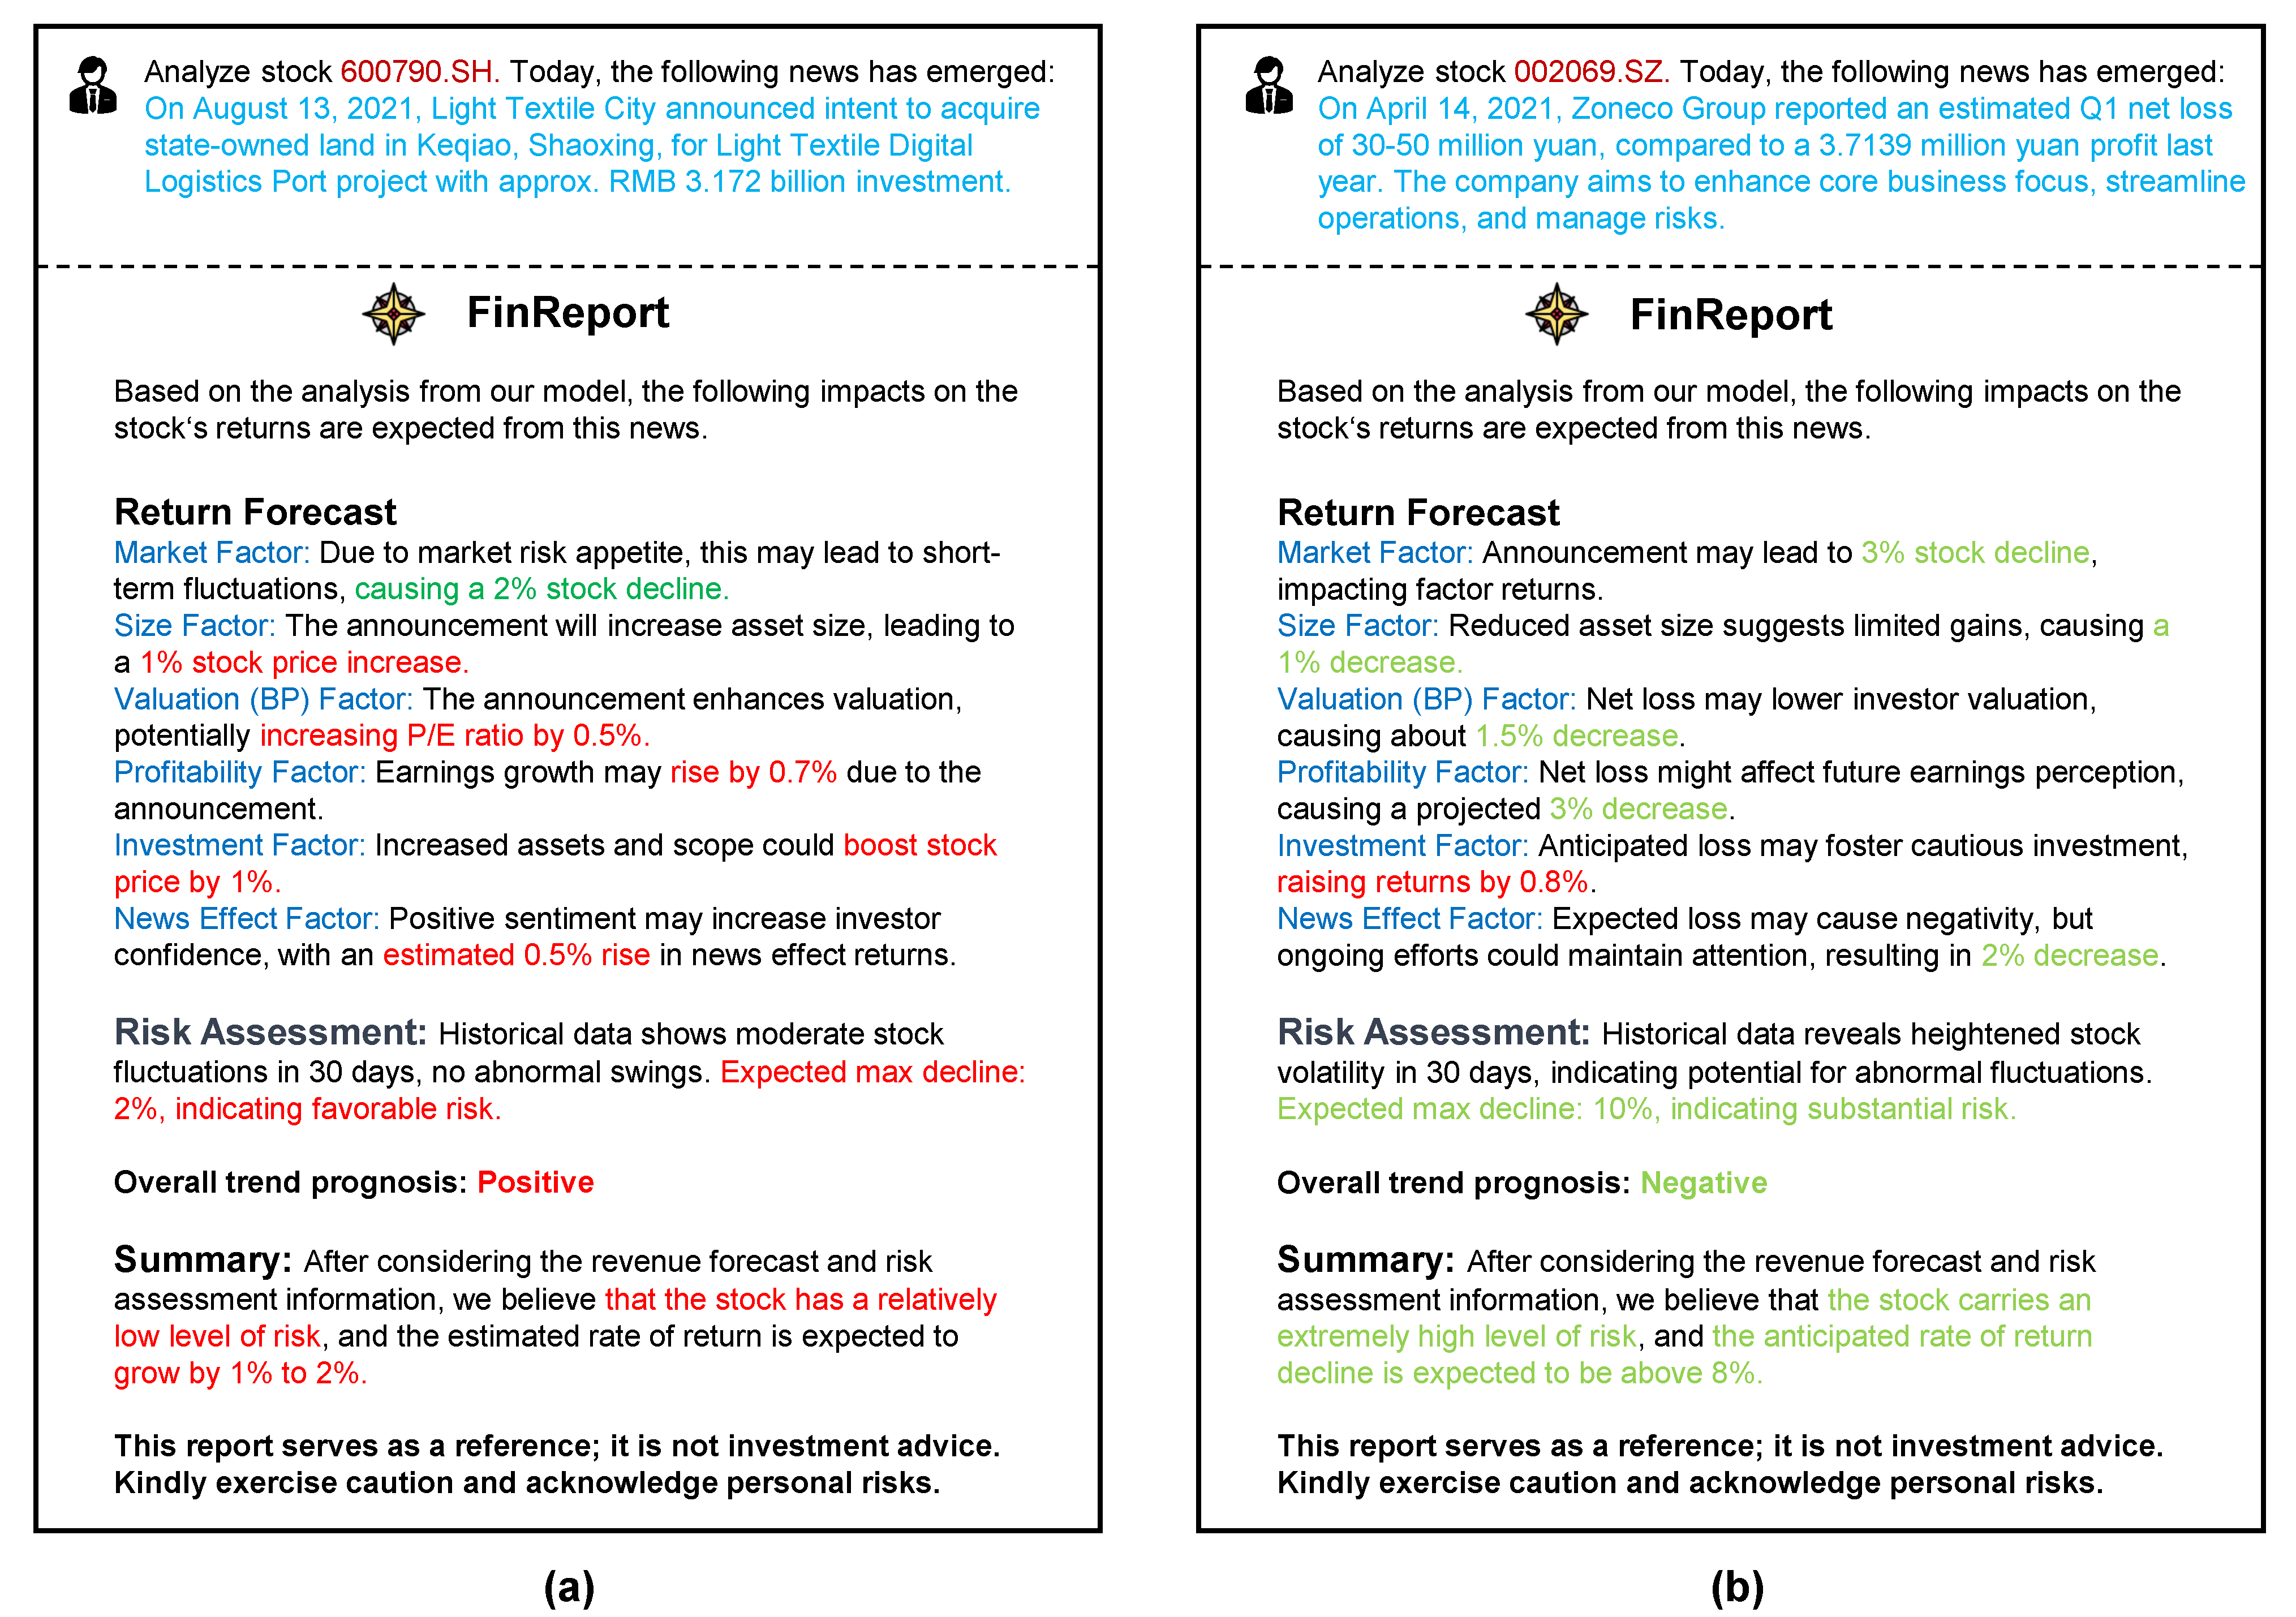 Analyze stock 600790.SH. Today, the following news has emerged:
On August 13, 2021, Light Textile City announced intent to acquire
state-owned land in Keqiao, Shaoxing, for Light Textile Digital
Logistics Port project with approx. RMB 3.172 billion investment.
FinReport
Based on the analysis from our model, the following impacts on the
stock‘s returns are expected from this news.
Return Forecast
Market Factor: Due to market risk appetite, this may lead to short-
term fluctuations, causing a 2% stock decline.
Size Factor: The announcement will increase asset size, leading to
a 1% stock price increase.
Valuation (BP) Factor: The announcement enhances valuation,
potentially increasing P/E ratio by 0.5%.
Profitability Factor: Earnings growth may rise by 0.7% due to the
announcement.
Investment Factor: Increased assets and scope could boost stock
price by 1%.
News Effect Factor: Positive sentiment may increase investor
confidence, with an estimated 0.5% rise in news effect returns.
Risk Assessment: Historical data shows moderate stock
fluctuations in 30 days, no abnormal swings. Expected max decline:
2%, indicating favorable risk.
Overall trend prognosis: Positive
Summary: After considering the revenue forecast and risk
assessment information, we believe that the stock has a relatively
low level of risk, and the estimated rate of return is expected to
grow by 1% to 2%.
This report serves as a reference; it is not investment advice.
Kindly exercise caution and acknowledge personal risks.
(a)
Analyze stock 002069.SZ. Today, the following news has emerged:
On April 14, 2021, Zoneco Group reported an estimated Q1 net loss
of 30-50 million yuan, compared to a 3.7139 million yuan profit last
year. The company aims to enhance core business focus, streamline
operations, and manage risks.
FinReport
Based on the analysis from our model, the following impacts on the
stock‘s returns are expected from this news.
Return Forecast
Market Factor: Announcement may lead to 3% stock decline,
impacting factor returns.
Size Factor: Reduced asset size suggests limited gains, causing a
1% decrease.
Valuation (BP) Factor: Net loss may lower investor valuation,
causing about 1.5% decrease.
Profitability Factor: Net loss might affect future earnings perception,
causing a projected 3% decrease.
Investment Factor: Anticipated loss may foster cautious investment,
raising returns by 0.8%.
News Effect Factor: Expected loss may cause negativity, but
ongoing efforts could maintain attention, resulting in 2% decrease.
Risk Assessment: Historical data reveals heightened stock
volatility in 30 days, indicating potential for abnormal fluctuations.
Expected max decline: 10%, indicating substantial risk.
Overall trend prognosis: Negative
Summary: After considering the revenue forecast and risk
assessment information, we believe that the stock carries an
extremely high level of risk, and the anticipated rate of return
decline is expected to be above 8%.
This report serves as a reference; it is not investment advice.
Kindly exercise caution and acknowledge personal risks.
(b)